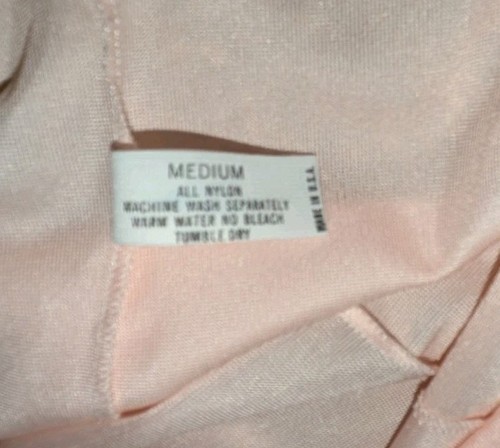 MEDIUM
ALL NYLON
MACHINE WASH SEPARATELY
WARM WATER NO BLEACH
TUMBLE DRY
MADE IN U.S.A.